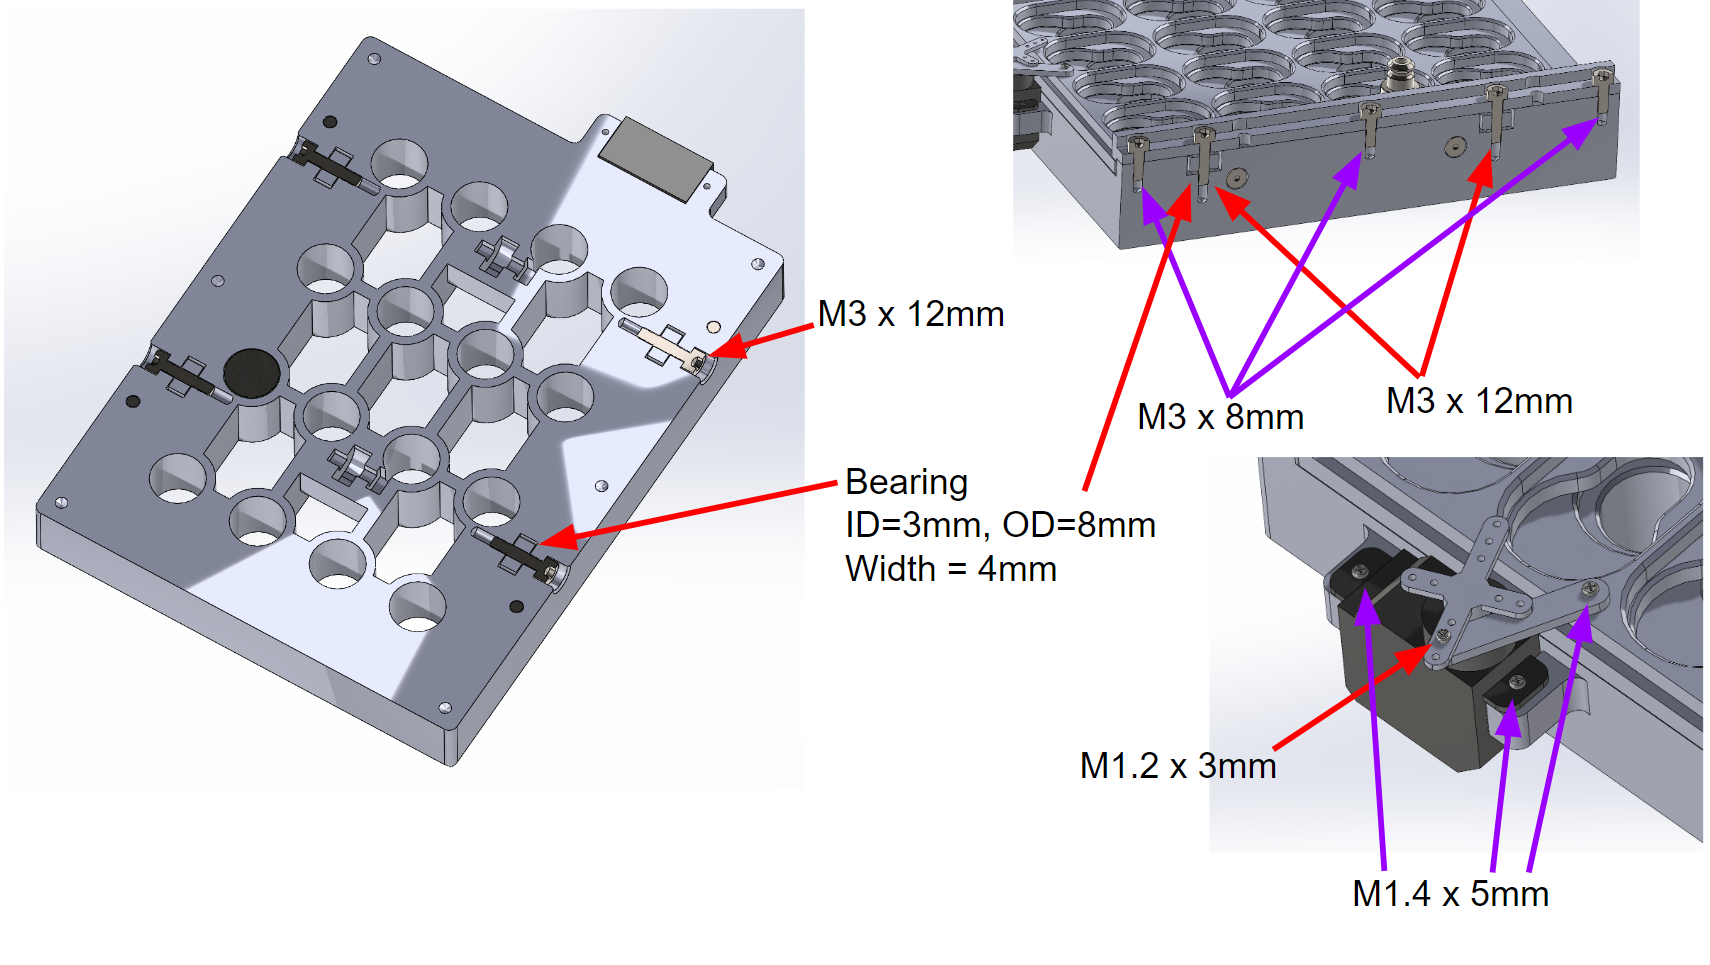 M3 x 12mm
Bearing
ID=3mm, OD=8mm
Width = 4mm
M3 x 8mm
M3 x 12mm
M1.2 x 3mm
M1.4 x 5mm